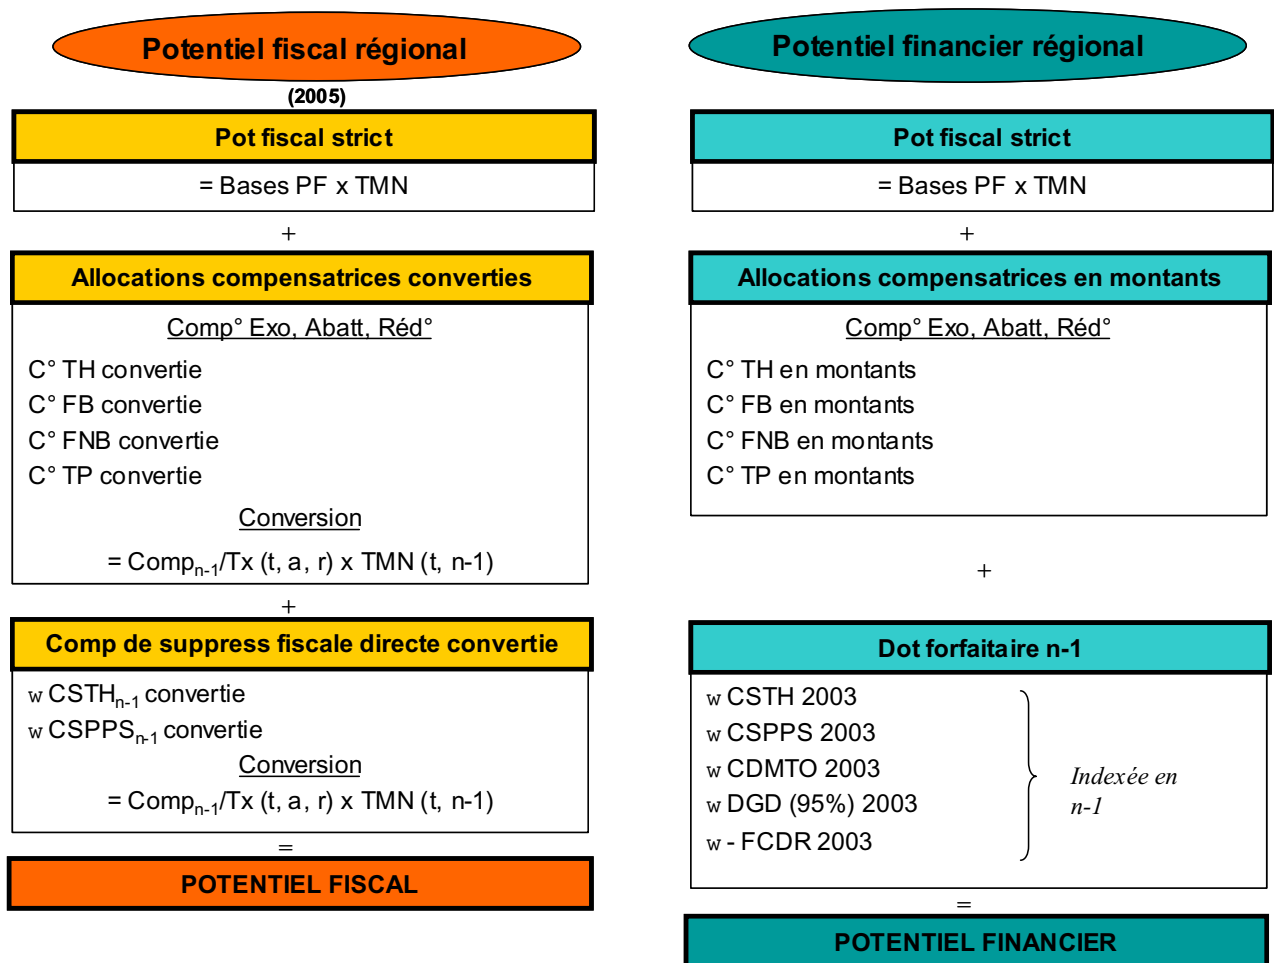 Potentiel fiscal régional
(2005)
Pot fiscal strict
= Bases PF x TMN
+
Allocations compensatrices converties
Comp° Exo, Abatt, Réd°
C° TH convertie
C° FB convertie
C° FNB convertie
C° TP convertie
Conversion
= Compn-1/Tx (t, a, r) x TMN (t, n-1)
+
Comp de suppress fiscale directe convertie
w CSTHn-1 convertie
w CSPPSn-1 convertie
Conversion
= Compn-1/Tx (t, a, r) x TMN (t, n-1)
=
POTENTIEL FISCAL
Potentiel financier régional
Pot fiscal strict
= Bases PF x TMN
+
Allocations compensatrices en montants
Comp° Exo, Abatt, Réd°
C° TH en montants
C° FB en montants
C° FNB en montants
C° TP en montants
+
Dot forfaitaire n-1
w CSTH 2003
w CSPPS 2003
w CDMTO 2003
w DGD (95%) 2003
w - FCDR 2003
Indexée en
n-1
=
POTENTIEL FINANCIER